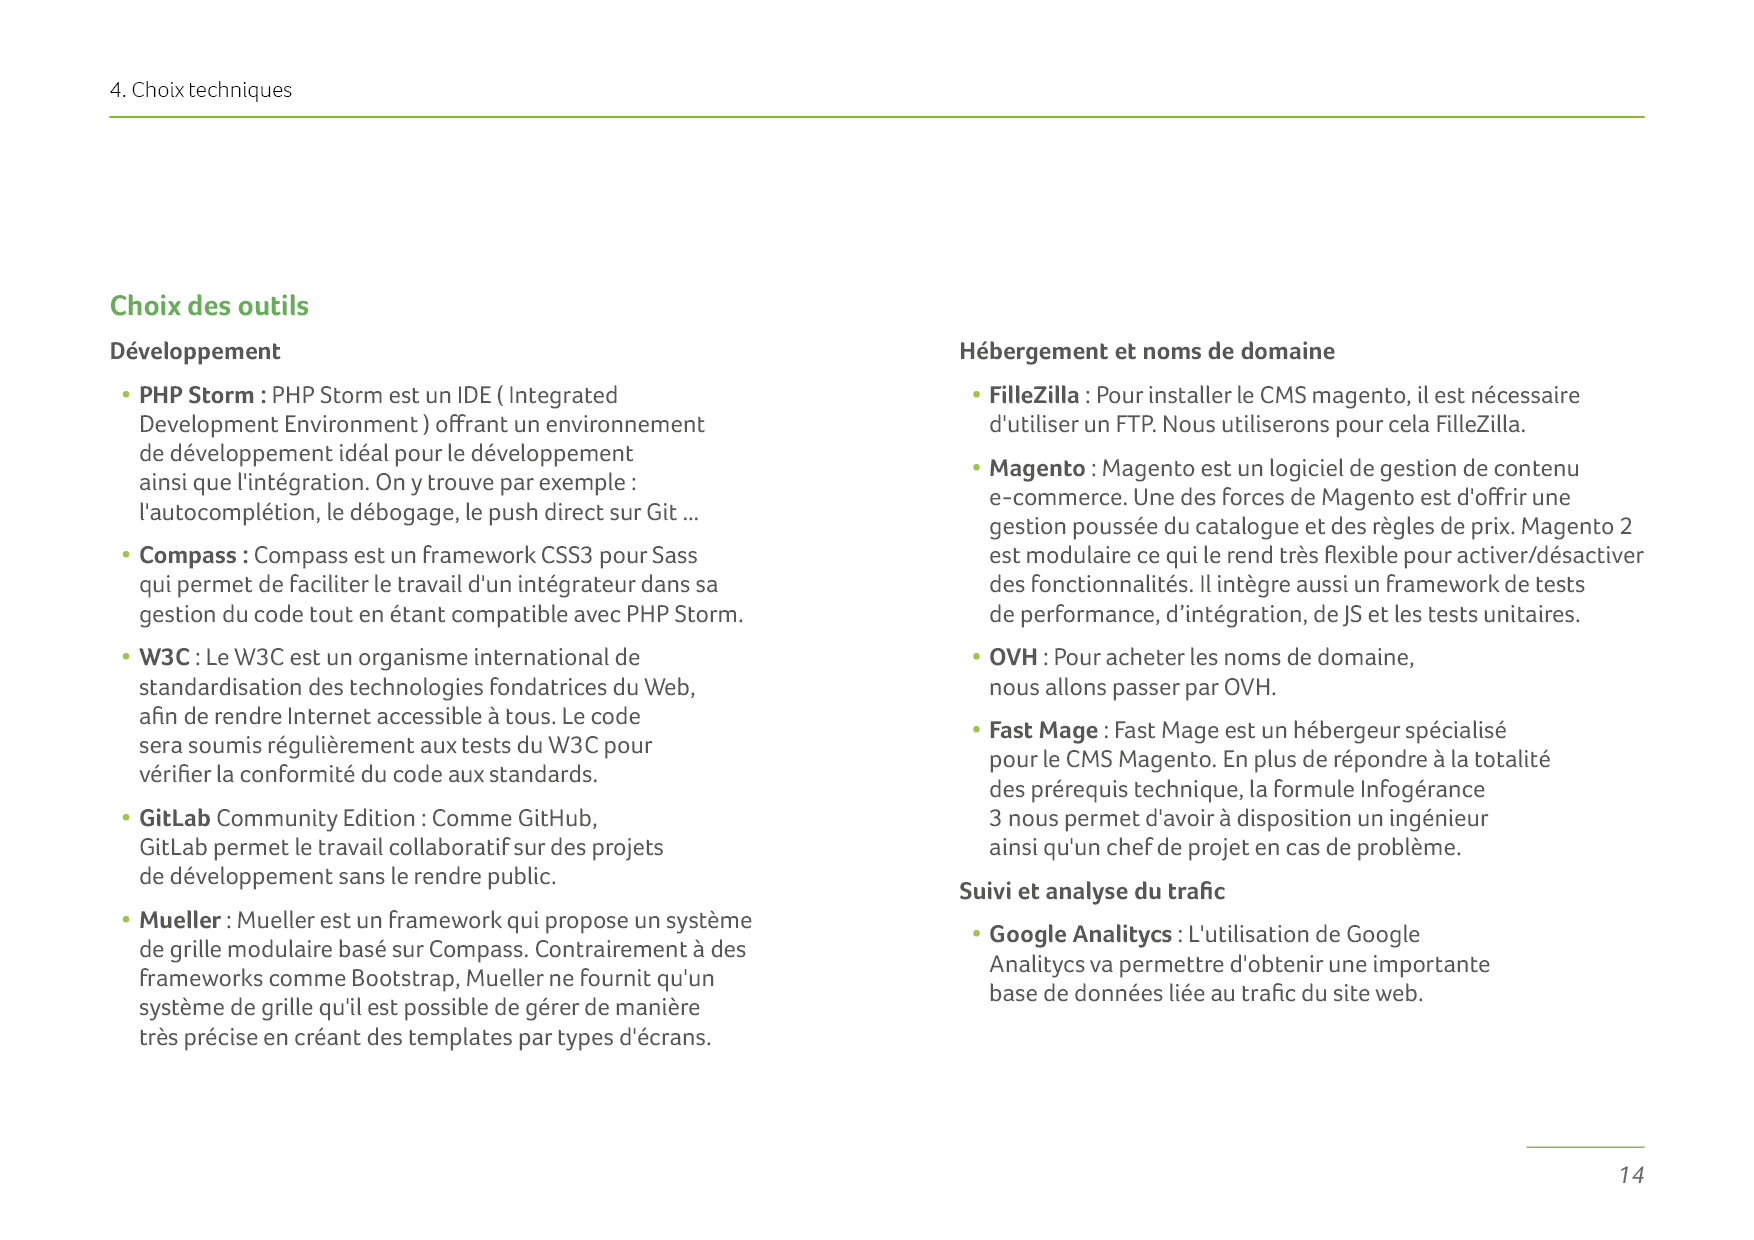 4. Choix techniques
Choix des outils
Développement
• PHP Storm : PHP Storm est un IDE ( Integrated
Development Environment ) offrant un environnement
de développement idéal pour le développement
ainsi que l'intégration. On y trouve par exemple :
l'autocomplétion, le débogage, le push direct sur Git ...
• Compass : Compass est un framework CSS3 pour Sass
qui permet de faciliter le travail d'un intégrateur dans sa
gestion du code tout en étant compatible avec PHP Storm.
• W3C : Le W3C est un organisme international de
standardisation des technologies fondatrices du Web,
afin de rendre Internet accessible à tous. Le code
sera soumis régulièrement aux tests du W3C pour
vérifier la conformité du code aux standards.
• GitLab Community Edition : Comme GitHub,
GitLab permet le travail collaboratif sur des projets
de développement sans le rendre public.
• Mueller : Mueller est un framework qui propose un système
de grille modulaire basé sur Compass. Contrairement à des
frameworks comme Bootstrap, Mueller ne fournit qu'un
système de grille qu'il est possible de gérer de manière
très précise en créant des templates par types d'écrans.
Hébergement et noms de domaine
• FilleZilla : Pour installer le CMS magento, il est nécessaire
d'utiliser un FTP. Nous utiliserons pour cela FilleZilla.
• Magento : Magento est un logiciel de gestion de contenu
e-commerce. Une des forces de Magento est d'offrir une
gestion poussée du catalogue et des règles de prix. Magento 2
est modulaire ce qui le rend très flexible pour activer/désactiver
des fonctionnalités. Il intègre aussi un framework de tests
de performance, d’intégration, de JS et les tests unitaires.
• OVH : Pour acheter les noms de domaine,
nous allons passer par OVH.
• Fast Mage : Fast Mage est un hébergeur spécialisé
pour le CMS Magento. En plus de répondre à la totalité
des prérequis technique, la formule Infogérance
3 nous permet d'avoir à disposition un ingénieur
ainsi qu'un chef de projet en cas de problème.
Suivi et analyse du trafic
• Google Analitycs : L'utilisation de Google
Analitycs va permettre d'obtenir une importante
base de données liée au trafic du site web.
14